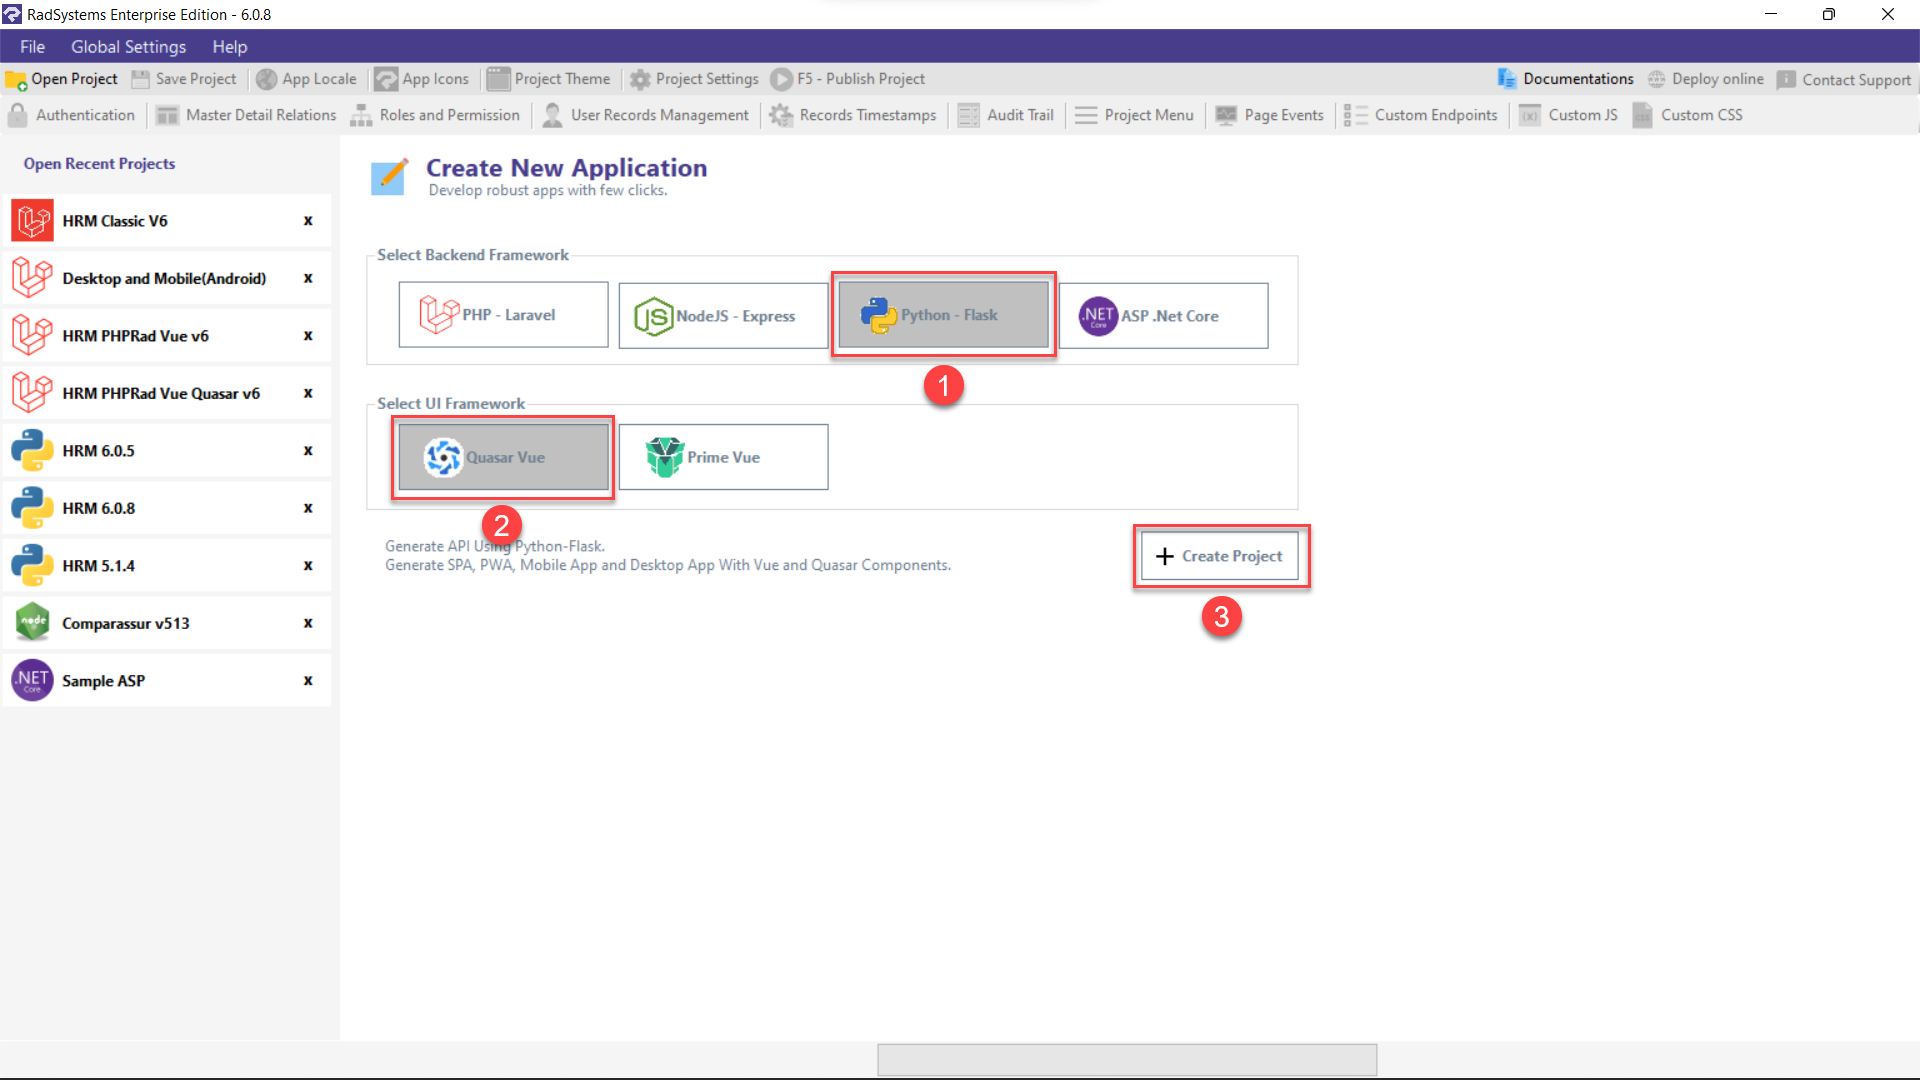 RadSystems Enterprise Edition - 6.0.8
File Global Settings Help
Open Project Save Project App Locale App Icons Project Theme Project Settings F5 - Publish Project Documentations Deploy online Contact Support
Authentication Master Detail Relations Roles and Permission User Records Management Records Timestamps Audit Trail Project Menu Page Events Custom Endpoints Custom JS Custom CSS
Open Recent Projects
HRM Classic V6 x
Desktop and Mobile(Android) x
HRM PHPRad Vue v6 x
HRM PHPRad Vue Quasar v6 x
HRM 6.0.5 x
HRM 6.0.8 x
HRM 5.1.4 x
node Comparassur v513 x
.NET Core Sample ASP x
Create New Application
Develop robust apps with few clicks.
Select Backend Framework
PHP - Laravel JS NodeJS - Express Python - Flask .NET Core ASP .Net Core
1
Select UI Framework
Quasar Vue Prime Vue
2
Generate API Using Python-Flask.
Generate SPA, PWA, Mobile App and Desktop App With Vue and Quasar Components.
+ Create Project
3